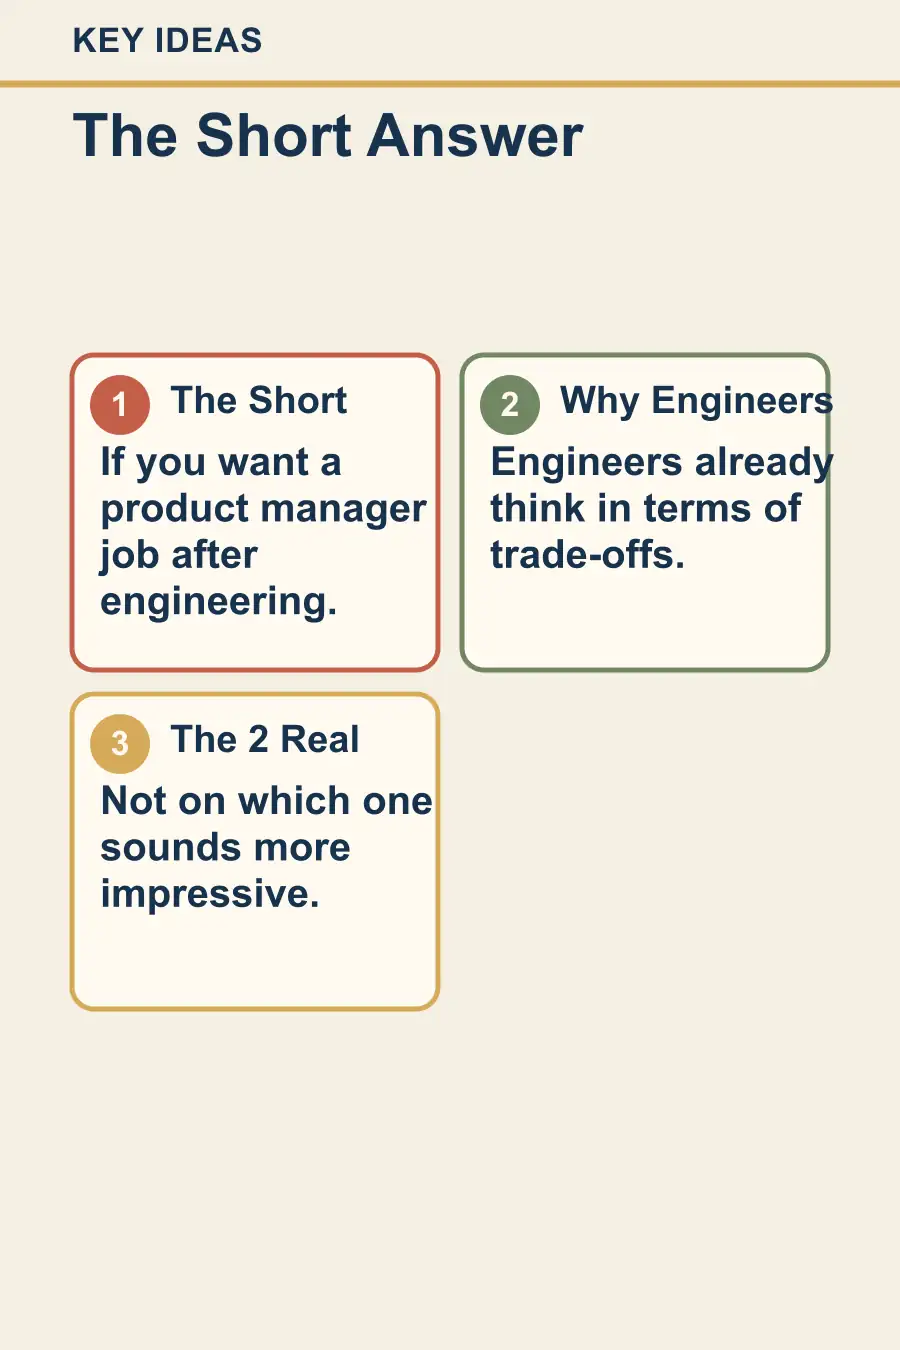 KEY IDEAS
The Short Answer
1 The Short
If you want a
product manager
job after
engineering.
2 Why Engineers
Engineers already
think in terms of
trade-offs.
3 The 2 Real
Not on which one
sounds more
impressive.